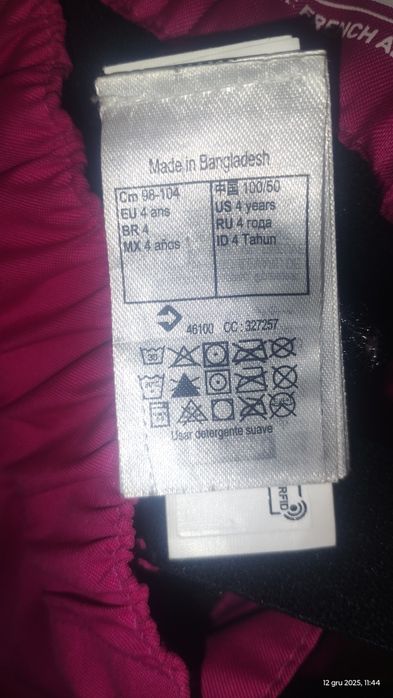 FRENCH A
Made in Bangladesh
Cm 98-104
EU 4 ans
BR 4
MX 4 años
中国 100/50
US 4 years
RU 4 года
ID 4 Tahun
46100 CC : 327257
30
Usar detergente suave
RFID
12 gru 2025, 11:44